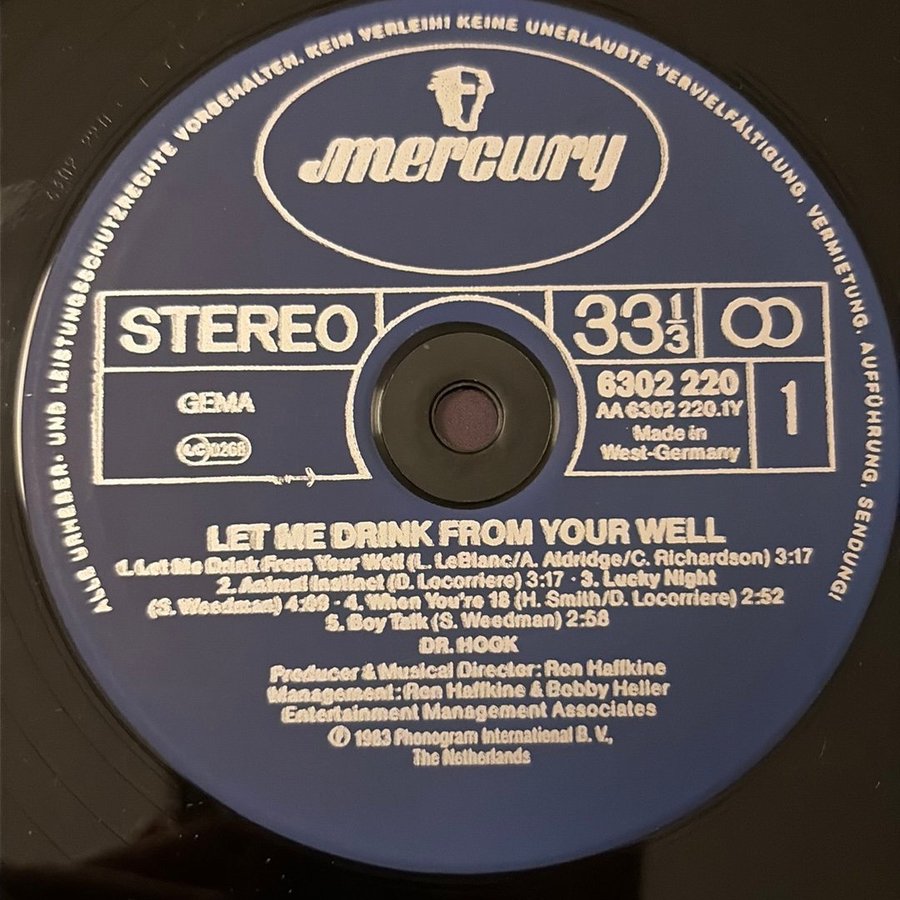 ALLE URHEBER- UND LEISTUNGSSCHUTZRECHTE VORBEHALTEN. KEIN VERLEIH! KEINE UNERLAUBTE VERVIELFÄLTIGUNG, VERMIETUNG, AUFFÜHRUNG, SENDUNG!
mercury
STEREO
33 1/3
GEMA
LC 0268
6302 220
AA 6302 220.1Y
Made in
West-Germany
1
LET ME DRINK FROM YOUR WELL
1. Let Me Drink From Your Well (L. LeBlanc/A. Aldridge/C. Richardson) 3:17
2. Animal Instinct (D. Locorriere) 3:17 · 3. Lucky Night
(S. Weedman) · 4. When You're 18 (H. Smith/D. Locorriere) 2:52
5. Boy Talk (S. Weedman) 2:58
DR. HOOK
Producer & Musical Director: Ron Haffkine
Management: Ron Haffkine & Bobby Heller
Entertainment Management Associates
℗ 1983 Phonogram International B. V.,
The Netherlands